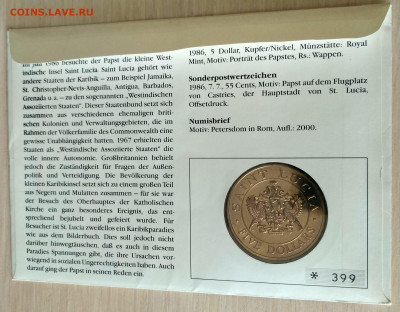 COINS.LAVE.RU
Im Juli 1986 besuchte der Papst die kleine West-
indische Insel Saint Lucia. Saint Lucia gehört wie
andere Staaten der Karibik – zum Beispiel Jamaika,
St. Christopher-Nevis-Anguilla, Antigua, Barbados,
Grenada u.a. – zu den sogenannten „Westindischen
Assoziierten Staaten". Dieser Staatenbund setzt sich
zusammen aus verschiedenen ehemaligen briti-
schen Kolonien und Verwaltungsgebieten, die im
Rahmen der Völkerfamilie des Commonwealth eine
gewisse Unabhängigkeit hatten. 1967 erhielten die
Staaten als „Westindische Assoziierte Staaten" die
volle innere Autonomie. Großbritanien behielt
jedoch die Zuständigkeit für Fragen der Außen-
politik und Verteidigung. Die Bevölkerung der
kleinen Karibikinsel setzt sich zu einem großen Teil
aus Negern und Mulatten zusammen – für sie war
der Besuch des Oberhauptes der Katholischen
Kirche ein ganz besonderes Ereignis, das ent-
sprechend bejubelt und gefeiert wurde. Für
Besucher ist St. Lucia zweifellos ein Karibikparadies
wie aus dem Bilderbuch. Dies soll jedoch nicht
darüber hinwegtäuschen, daß es auch in diesem
Paradies Spannungen gibt, die ihre Ursachen vor-
wiegend in sozialen Ungerechtigkeiten haben. Auch
darauf ging der Papst in seinen Reden ein.
1986, 5 Dollar, Kupfer/Nickel, Münzstätte: Royal
Mint, Motiv: Porträt des Papstes, Rs.: Wappen.
Sonderpostwertzeichen
1986, 7. 7., 55 Cents, Motiv: Papst auf dem Flugplatz
von Castries, der Hauptstadt von St. Lucia,
Offsetdruck.
Numisbrief
Motiv: Petersdom in Rom, Aufl.: 2000.
SAINT LUCIA
FIVE DOLLARS
* 399